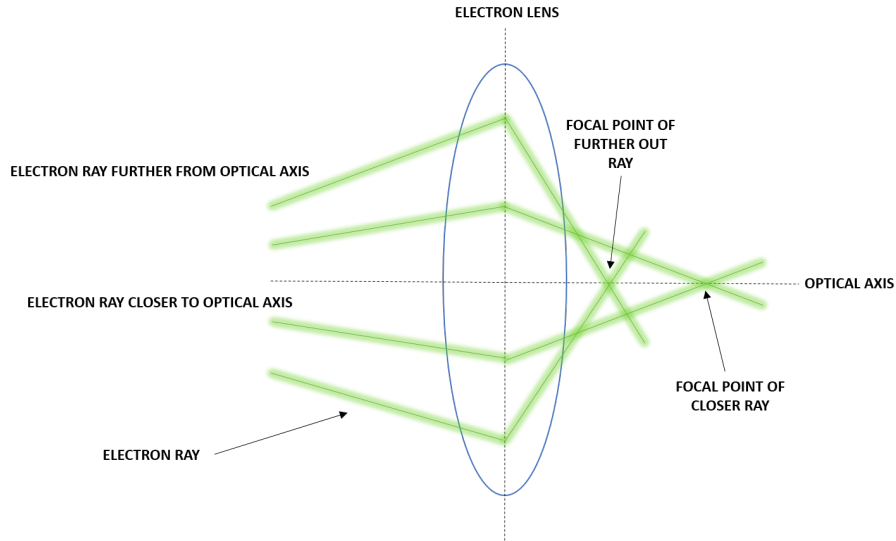 ELECTRON LENS
FOCAL POINT OF
FURTHER OUT
RAY
ELECTRON RAY FURTHER FROM OPTICAL AXIS
OPTICAL AXIS
ELECTRON RAY CLOSER TO OPTICAL AXIS
FOCAL POINT OF
CLOSER RAY
ELECTRON RAY